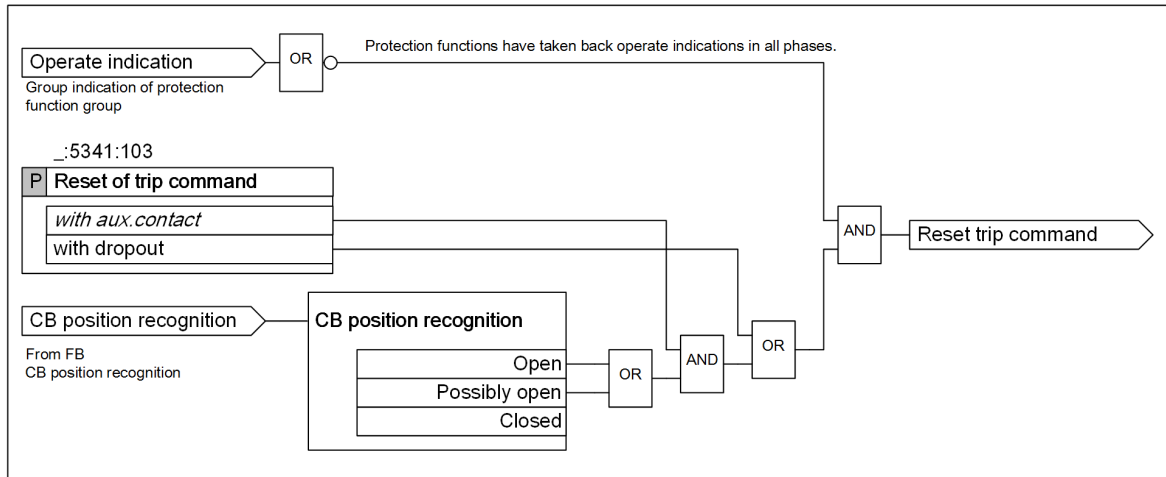 Operate indication
OR
Protection functions have taken back operate indications in all phases.
Group indication of protection
function group
_:5341:103
P Reset of trip command
with aux.contact
with dropout
AND
Reset trip command
CB position recognition
CB position recognition
From FB
CB position recognition
Open
Possibly open
Closed
OR
AND
OR